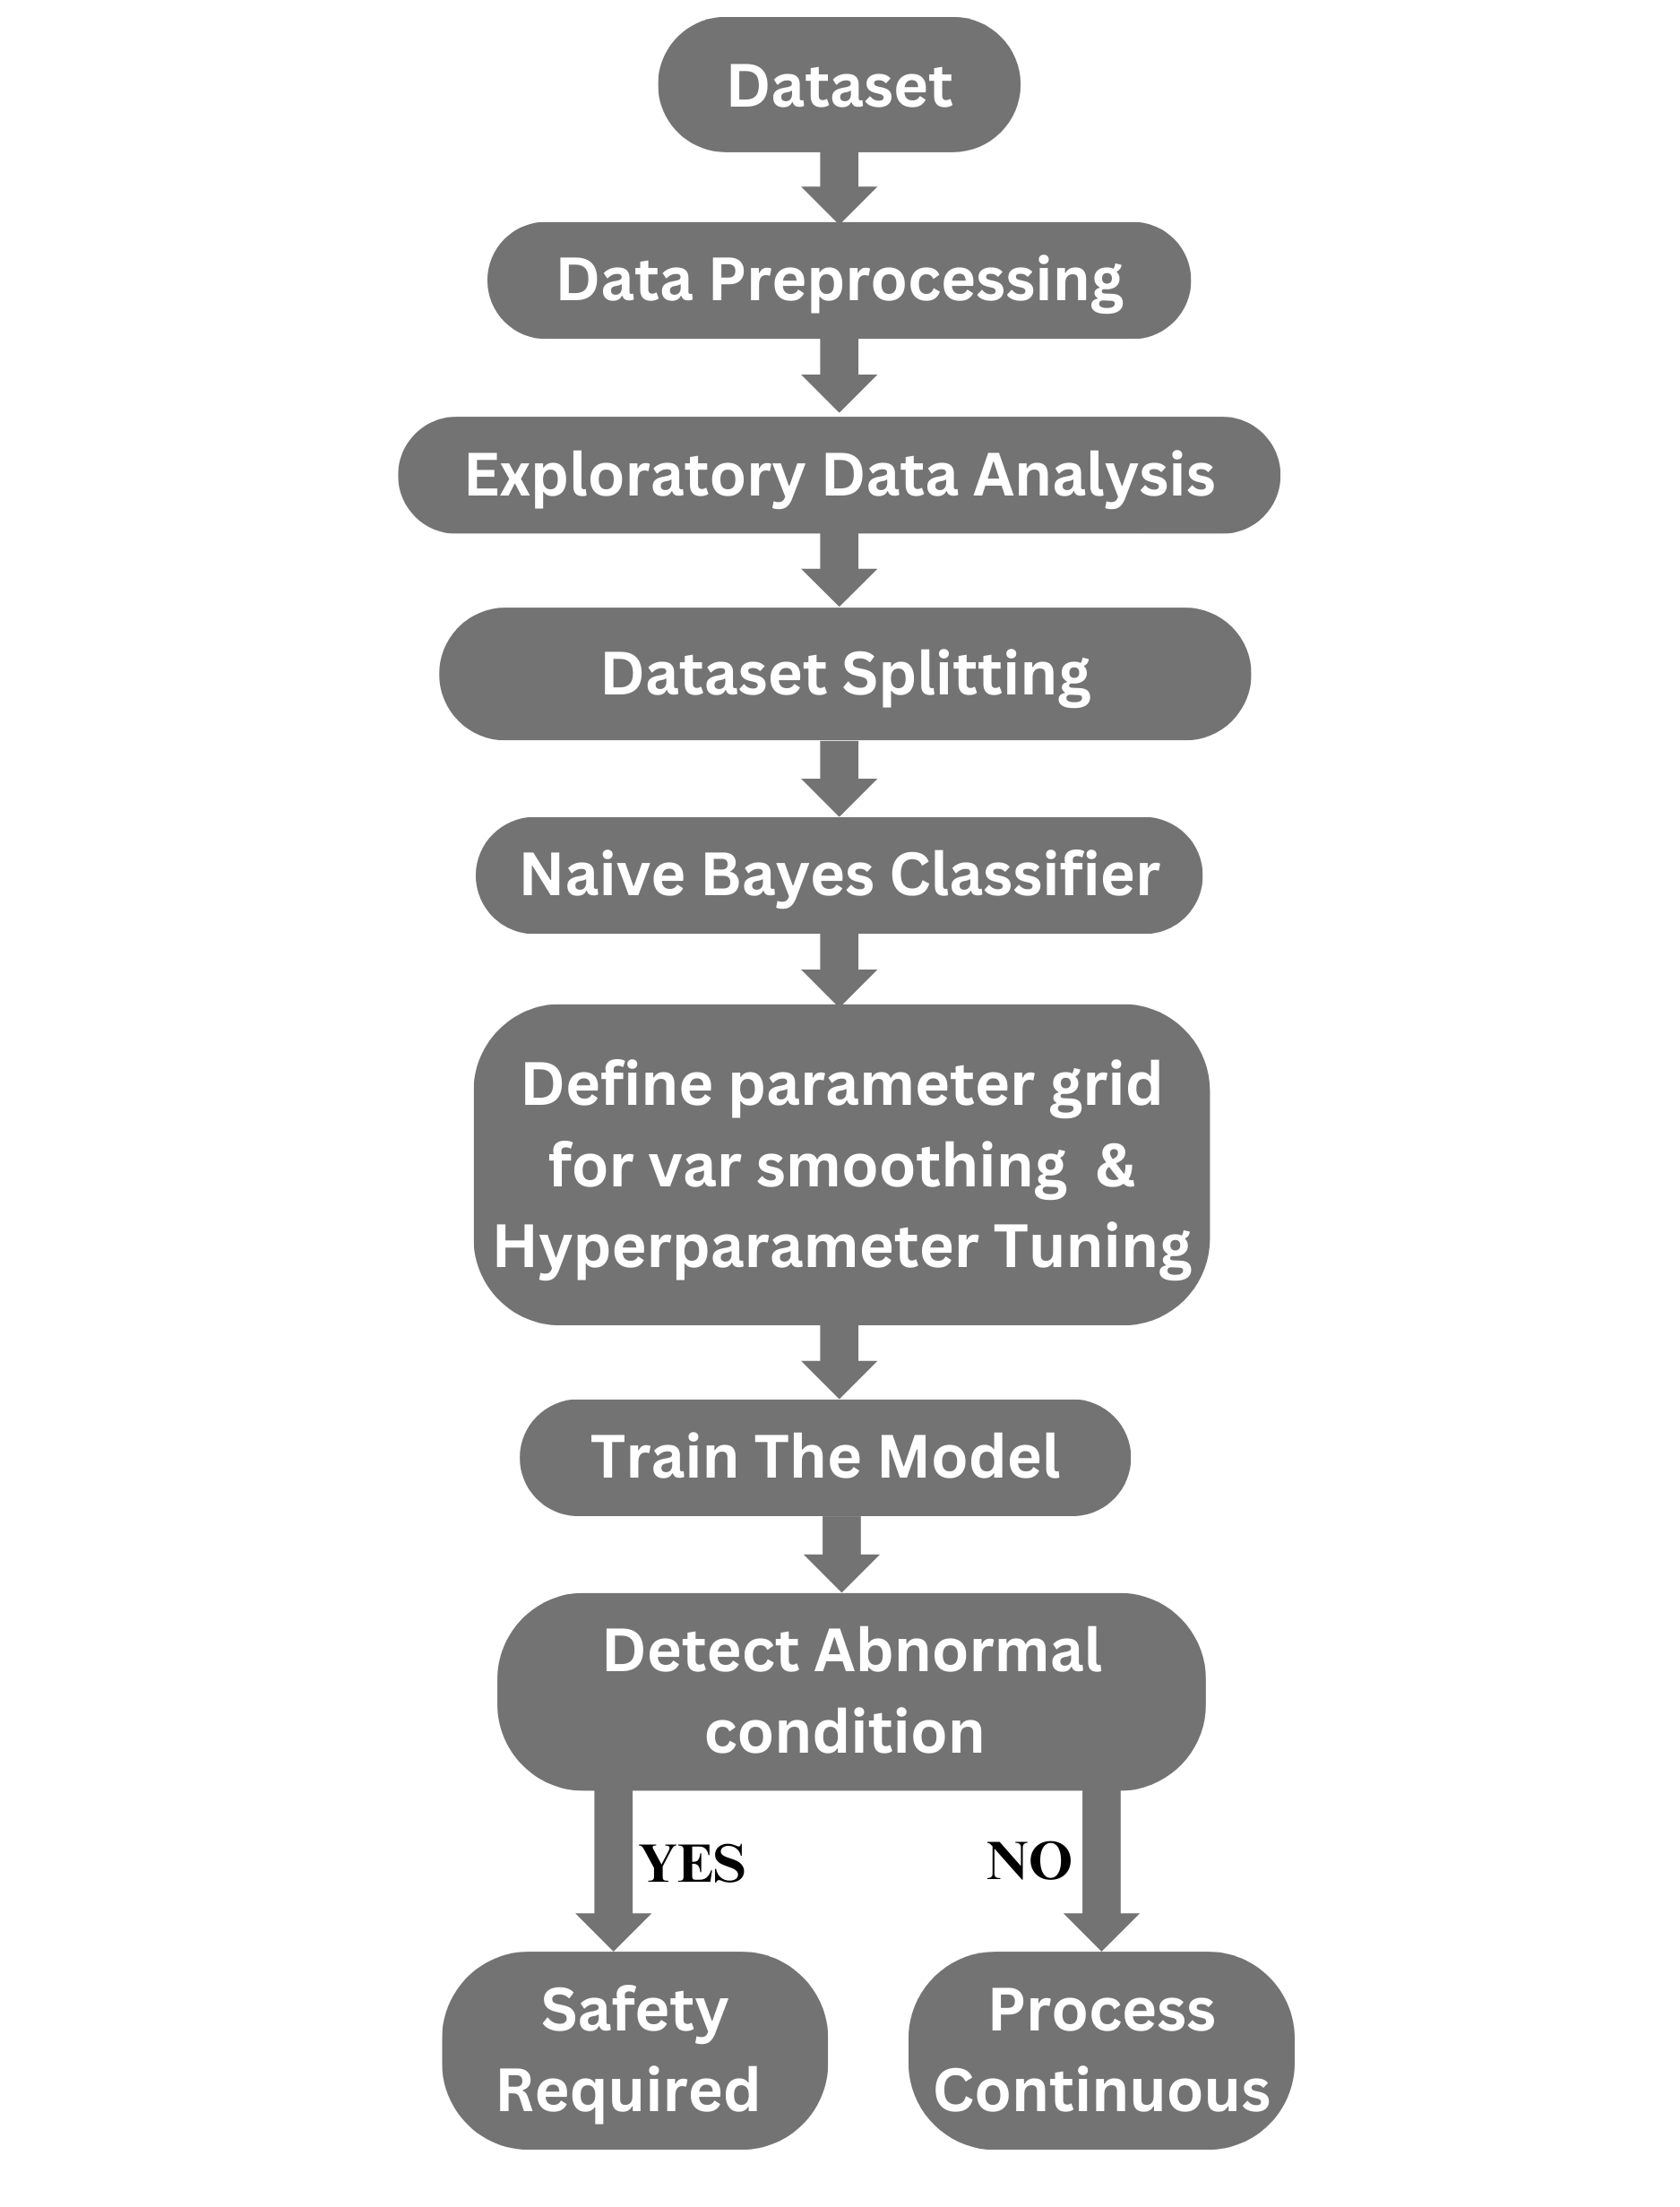 Dataset
Data Preprocessing
Exploratory Data Analysis
Dataset Splitting
Naive Bayes Classifier
Define parameter grid
for var smoothing &
Hyperparameter Tuning
Train The Model
Detect Abnormal
condition
YES
NO
Safety
Required
Process
Continuous